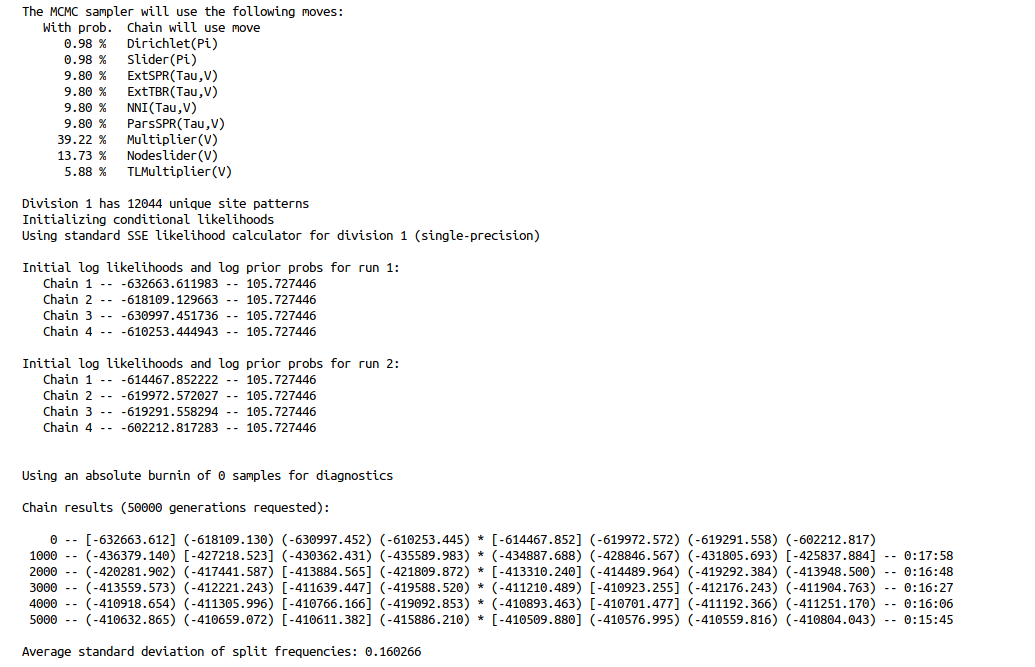 The MCMC sampler will use the following moves:
With prob.  Chain will use move
0.98 %   Dirichlet(Pi)
0.98 %   Slider(Pi)
9.80 %   ExtSPR(Tau,V)
9.80 %   ExtTBR(Tau,V)
9.80 %   NNI(Tau,V)
9.80 %   ParsSPR(Tau,V)
39.22 %   Multiplier(V)
13.73 %   Nodeslider(V)
5.88 %   TLMultiplier(V)
Division 1 has 12044 unique site patterns
Initializing conditional likelihoods
Using standard SSE likelihood calculator for division 1 (single-precision)
Initial log likelihoods and log prior probs for run 1:
Chain 1 -- -632663.611983 -- 105.727446
Chain 2 -- -618109.129663 -- 105.727446
Chain 3 -- -630997.451736 -- 105.727446
Chain 4 -- -610253.444943 -- 105.727446
Initial log likelihoods and log prior probs for run 2:
Chain 1 -- -614467.852222 -- 105.727446
Chain 2 -- -619972.572027 -- 105.727446
Chain 3 -- -619291.558294 -- 105.727446
Chain 4 -- -602212.817283 -- 105.727446
Using an absolute burnin of 0 samples for diagnostics
Chain results (50000 generations requested):
0 -- [-632663.612] (-618109.130) (-630997.452) (-610253.445) * [-614467.852] (-619972.572) (-619291.558) (-602212.817)
1000 -- (-436379.140) [-427218.523] (-430362.431) (-435589.983) * (-434887.688) (-428846.567) (-431805.693) [-425837.884] -- 0:17:58
2000 -- (-420281.902) (-417441.587) [-413884.565] (-421809.872) * [-413310.240] (-414489.964) (-419292.384) (-413948.500) -- 0:16:48
3000 -- (-413559.573) (-412221.243) [-411639.447] (-419588.520) * (-411210.489) [-410923.255] (-412176.243) (-411904.763) -- 0:16:27
4000 -- (-410918.654) (-411305.996) [-410766.166] (-419092.853) * (-410893.463) [-410701.477] (-411192.366) (-411251.170) -- 0:16:06
5000 -- (-410632.865) (-410659.072) [-410611.382] (-415886.210) * [-410509.880] (-410576.995) (-410559.816) (-410804.043) -- 0:15:45
Average standard deviation of split frequencies: 0.160266